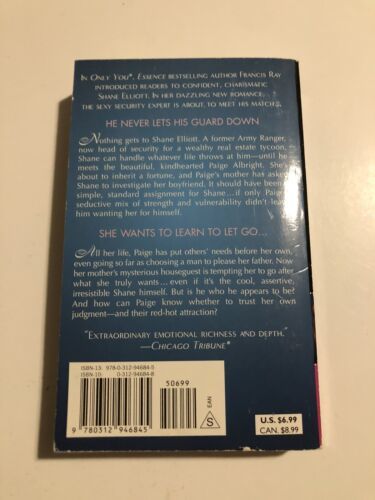 IN ONLY YOU*, ESSENCE BESTSELLING AUTHOR FRANCIS RAY
INTRODUCED READERS TO CONFIDENT, CHARISMATIC
SHANE ELLIOTT. IN HER DAZZLING NEW ROMANCE,
THE SEXY SECURITY EXPERT IS ABOUT TO MEET HIS MATCH...
HE NEVER LETS HIS GUARD DOWN
Nothing gets to Shane Elliott. A former Army Ranger,
now head of security for a wealthy real estate tycoon,
Shane can handle whatever life throws at him—until he
meets the beautiful, kindhearted Paige Albright. She's
about to inherit a fortune, and Paige's mother has asked
Shane to investigate her boyfriend. It should have been a
simple, standard assignment for Shane...if only Paige's
seductive mix of strength and vulnerability didn't leave
him wanting her for himself.
SHE WANTS TO LEARN TO LET GO...
All her life, Paige has put others' needs before her own,
even going so far as choosing a man to please her father. Now
her mother's mysterious houseguest is tempting her to go after
what she truly wants...even if it's the cool, assertive,
irresistible Shane himself. But is he who he appears to be?
And how can Paige know whether to trust her own
judgment—and their red-hot attraction?
"EXTRAORDINARY EMOTIONAL RICHNESS AND DEPTH."
—CHICAGO TRIBUNE*
ISBN-13: 978-0-312-94684-5
ISBN-10: 0-312-94684-8
50699
9 780312 946845
S
EAN
U.S. $6.99
CAN. $8.99